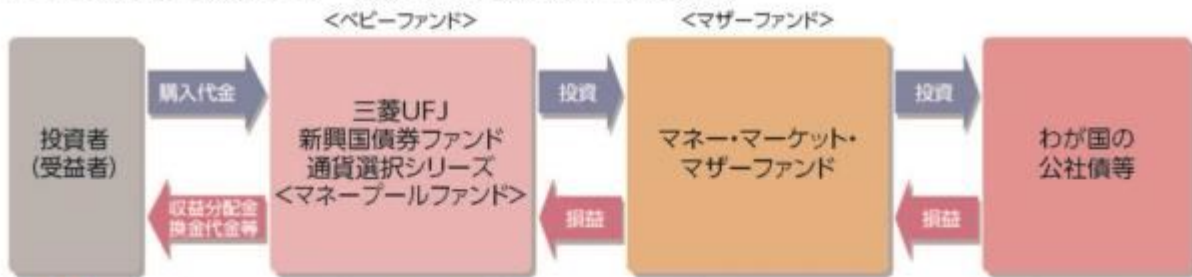 <ベビーファンド>
<マザーファンド>
投資者
(受益者)
購入代金
収益分配金
換金代金等
三菱UFJ
新興国債券ファンド
通貨選択シリーズ
<マネープールファンド>
投資
損益
マネー・マーケット・
マザーファンド
投資
損益
わが国の
公社債等